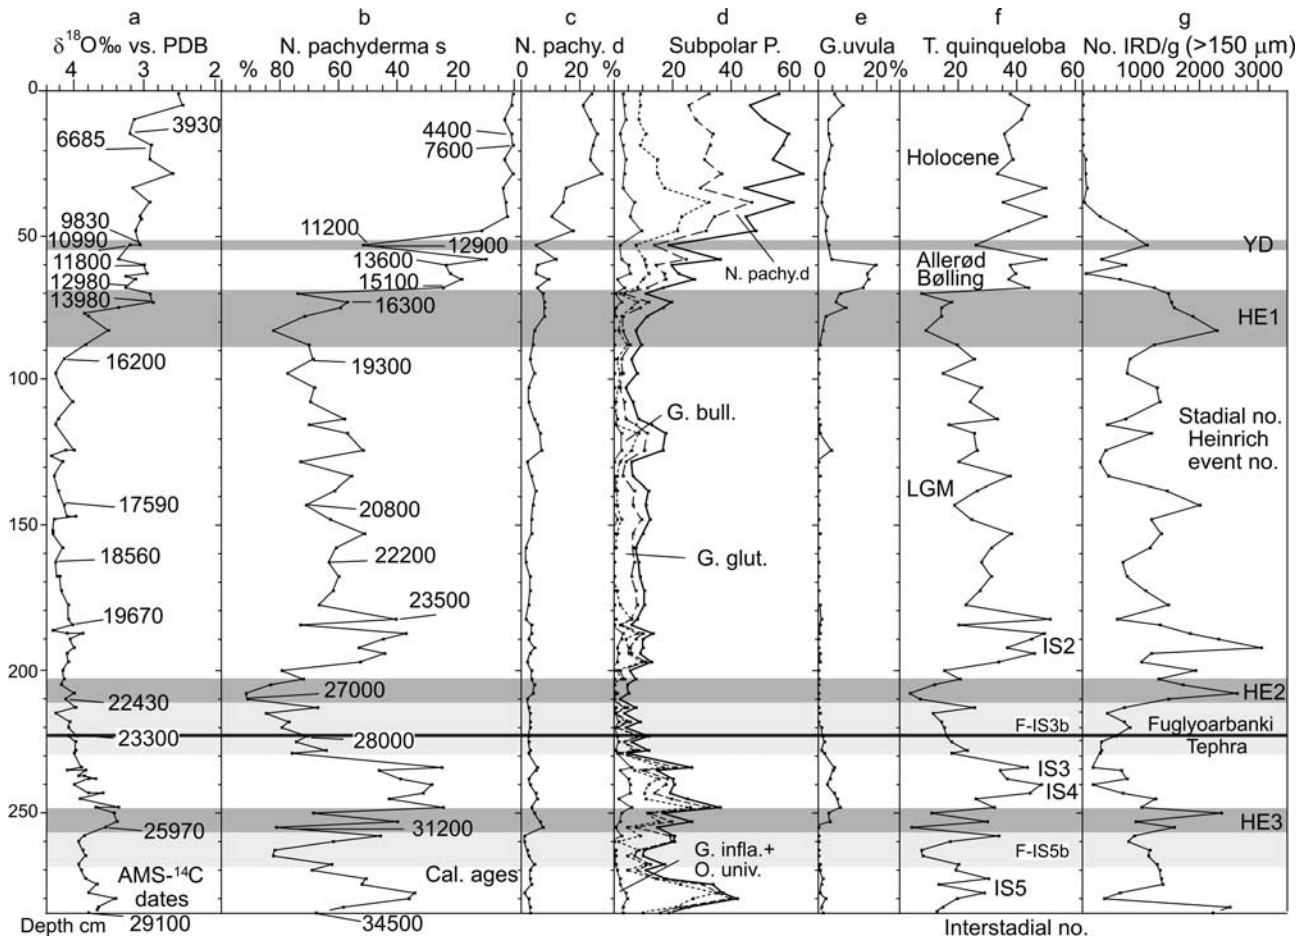 a b c d e f g
δ¹⁸O‰ vs. PDB N. pachyderma s N. pachy. d Subpolar P. G.uvula T. quinqueloba No. IRD/g (>150 µm)
4 3 2 % 80 60 40 20 0 20 % 20 40 60 0 20 % 20 40 60 0 1000 2000 3000
0
3930
6685
4400
7600
Holocene
9830
11200
50
10990
12900
YD
11800
13600
N. pachy.d
Allerød
12980
15100
Bølling
13980
16300
HE1
16200
19300
100
G. bull.
Stadial no.
Heinrich
event no.
LGM
17590
20800
150
18560
22200
G. glut.
19670
23500
IS2
200
22430
27000
HE2
F-IS3b
Fuglyoarbanki
23300
28000
Tephra
IS3
IS4
250
25970
31200
HE3
F-IS5b
G. infla.+
O. univ.
AMS-¹⁴C
dates
Cal. ages
IS5
Depth cm 29100 34500 Interstadial no.